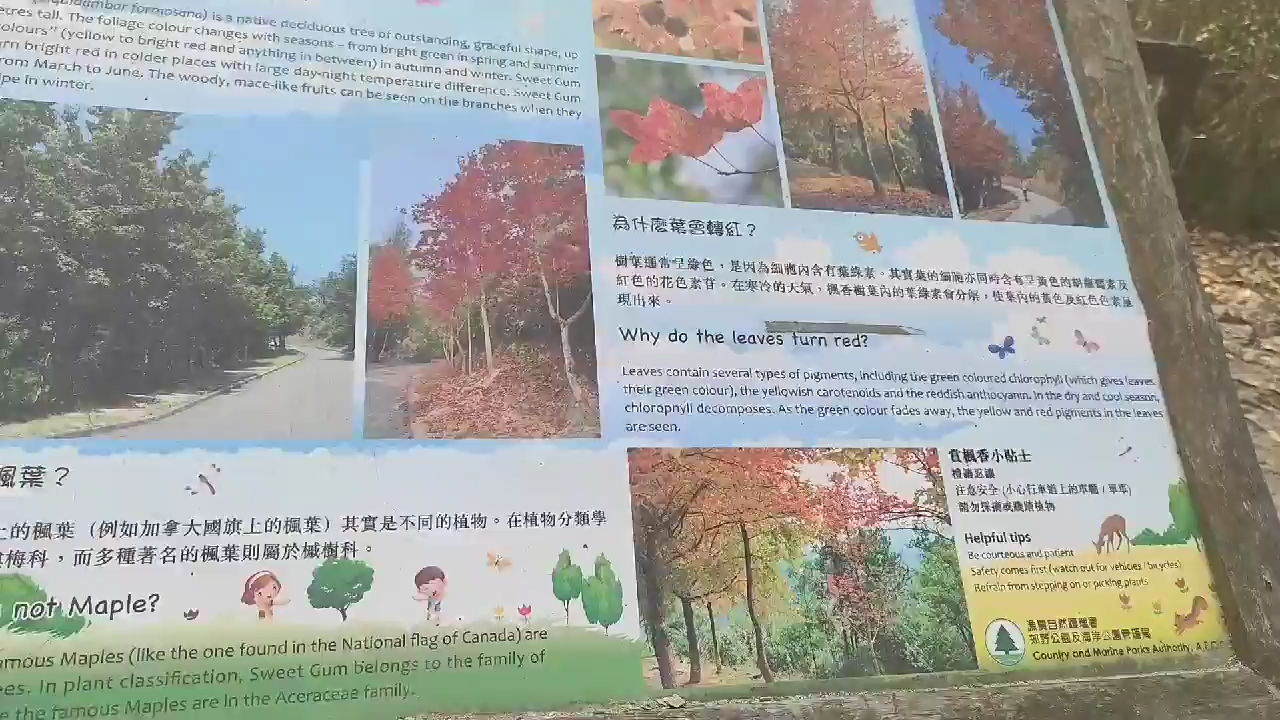 formosana) is a native deciduous tree of outstanding, graceful shape, up
etres tall. The foliage colour changes with seasons – from bright green in spring and summer
colours" (yellow to bright red and anything in between) in autumn and winter. Sweet Gum
rn bright red in colder places with large day-night temperature difference. Sweet Gum
rom March to June. The woody, mace-like fruits can be seen on the branches when they
ipe in winter.
為什麼葉會轉紅？
樹葉通常呈綠色，是因為細胞內含有葉綠素。其實葉的細胞亦同時含有呈黃色的胡蘿蔔素及
紅色的花色素苷。在寒冷的天氣，楓香樹葉內的葉綠素會分解，使葉內的黃色及紅色色素
現出來。
Why do the leaves turn red?
Leaves contain several types of pigments, including the green coloured chlorophyll (which gives leaves
their green colour), the yellowish carotenoids and the reddish anthocyanin. In the dry and cool season,
chlorophyll decomposes. As the green colour fades away, the yellow and red pigments in the leaves
are seen.
楓葉？
上的楓葉（例如加拿大國旗上的楓葉）其實是不同的植物。在植物分類學
梅科，而多種著名的楓葉則屬於槭樹科。
not Maple?
amous Maples (like the one found in the National flag of Canada) are
ees. In plant classification, Sweet Gum belongs to the family of
e the famous Maples are in the Aceraceae family.
賞楓香小貼士
禮讓忍讓
注意安全 (小心行車道上的車輛 / 單車)
請勿踩踏或攀摘植物
Helpful tips
Be courteous and patient
Safety comes first (watch out for vehicles / bicycles)
Refrain from stepping on or picking plants
漁農自然護理署
郊野公園及海岸公園管理局
Country and Marine Parks Authority, A